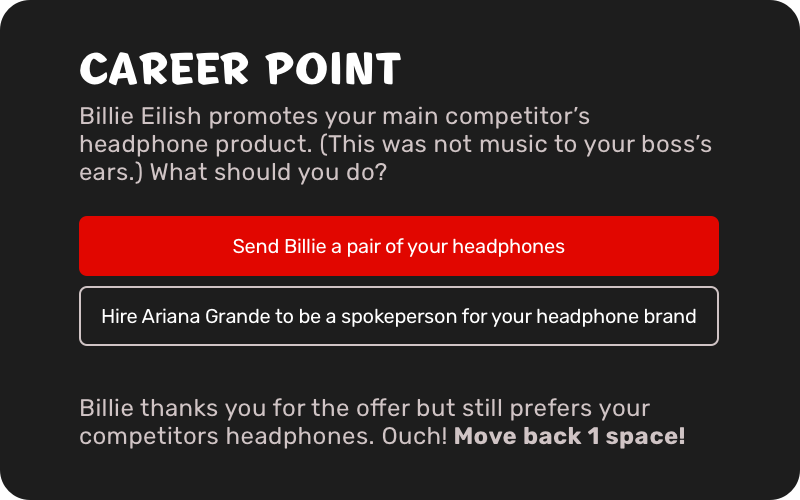 CAREER POINT
Billie Eilish promotes your main competitor’s
headphone product. (This was not music to your boss’s
ears.) What should you do?
Send Billie a pair of your headphones
Hire Ariana Grande to be a spokeperson for your headphone brand
Billie thanks you for the offer but still prefers your
competitors headphones. Ouch! Move back 1 space!